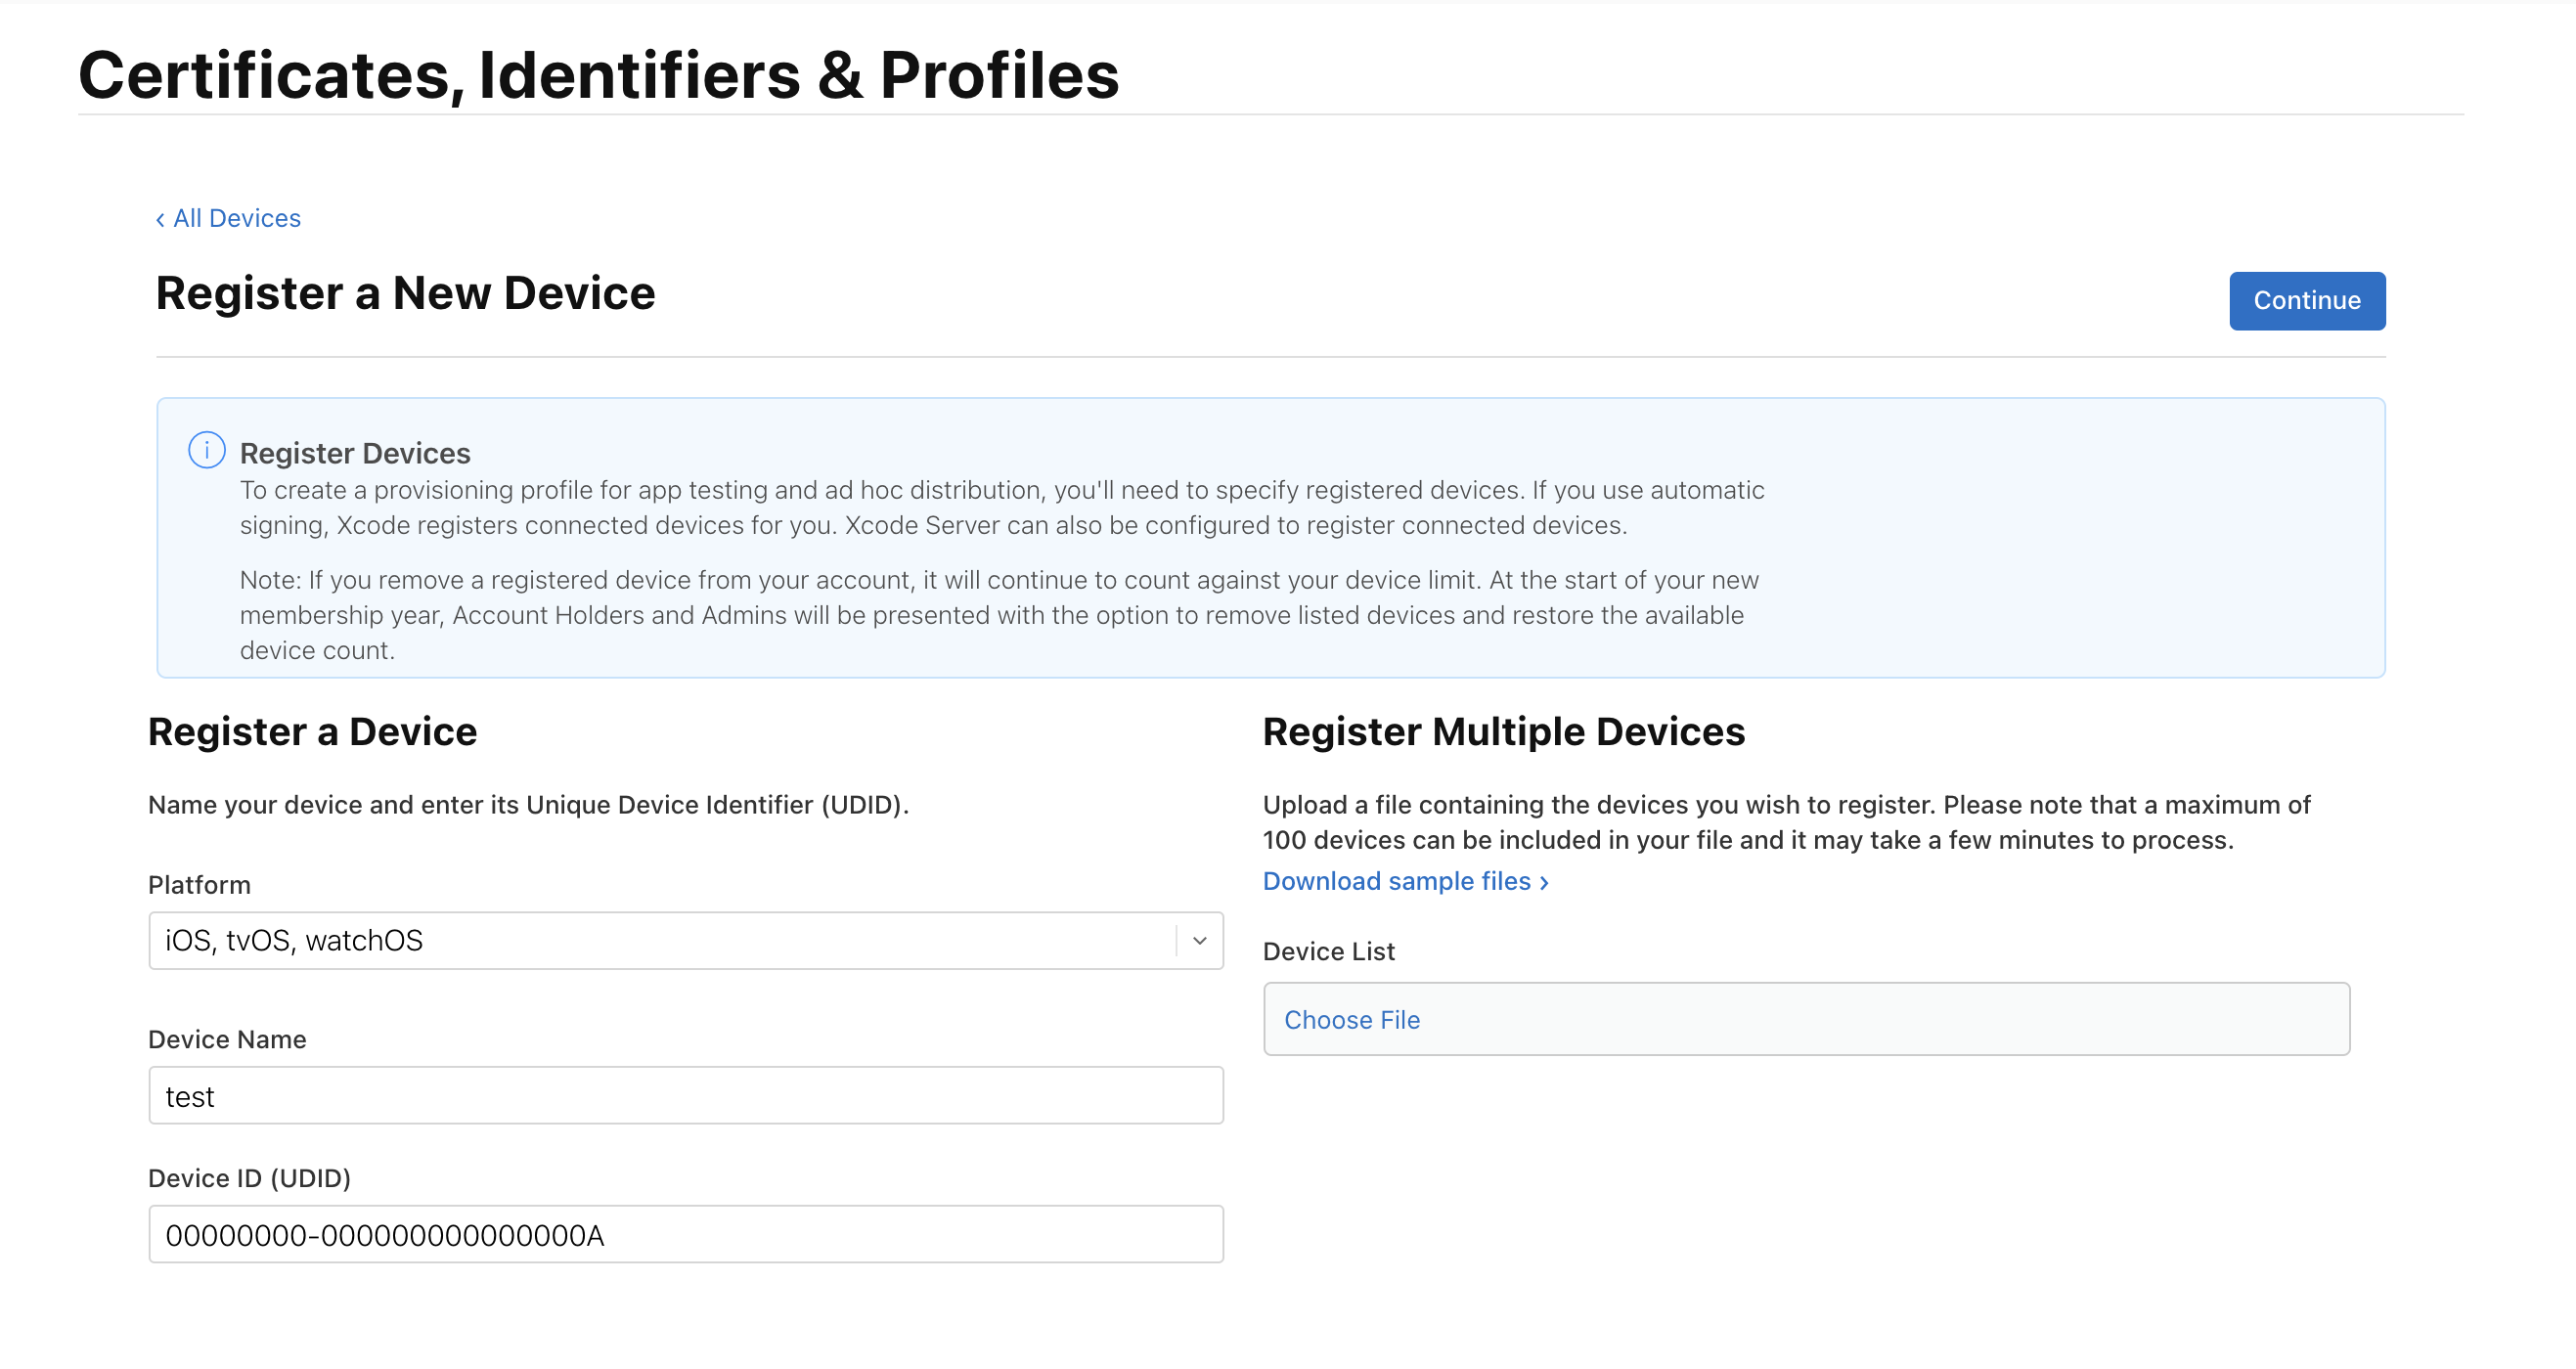 Certificates, Identifiers & Profiles
‹ All Devices
Register a New Device
Continue
Register Devices
To create a provisioning profile for app testing and ad hoc distribution, you'll need to specify registered devices. If you use automatic
signing, Xcode registers connected devices for you. Xcode Server can also be configured to register connected devices.
Note: If you remove a registered device from your account, it will continue to count against your device limit. At the start of your new
membership year, Account Holders and Admins will be presented with the option to remove listed devices and restore the available
device count.
Register a Device
Name your device and enter its Unique Device Identifier (UDID).
Platform
iOS, tvOS, watchOS
Device Name
test
Device ID (UDID)
00000000-000000000000000A
Register Multiple Devices
Upload a file containing the devices you wish to register. Please note that a maximum of
100 devices can be included in your file and it may take a few minutes to process.
Download sample files ›
Device List
Choose File